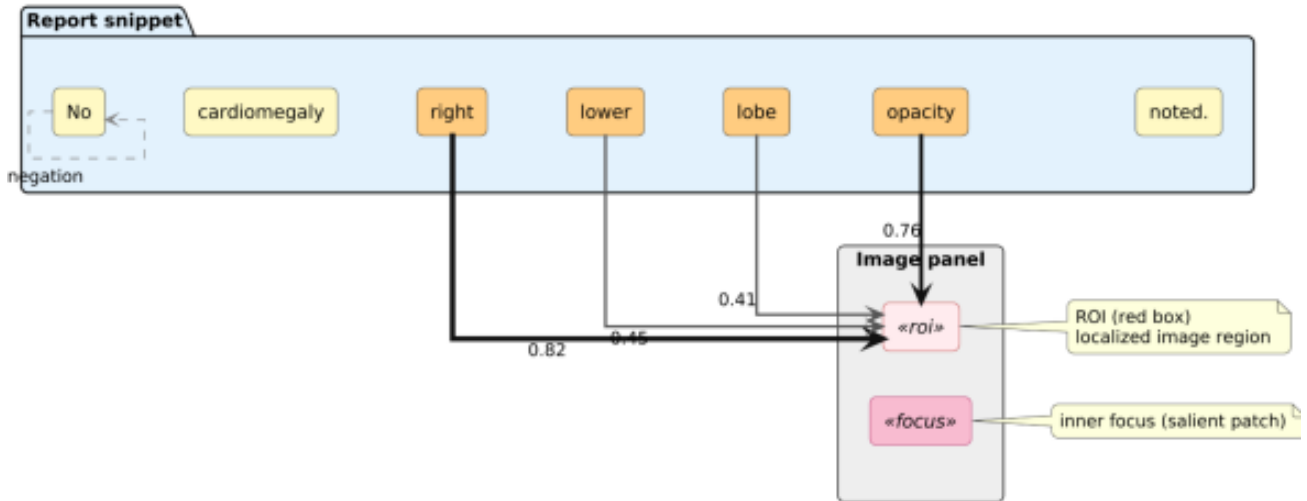 Report snippet
No
cardiomegaly
right
lower
lobe
opacity
noted.
negation
0.76
Image panel
0.41
«roi»
ROI (red box)
localized image region
0.45
0.82
«focus»
inner focus (salient patch)